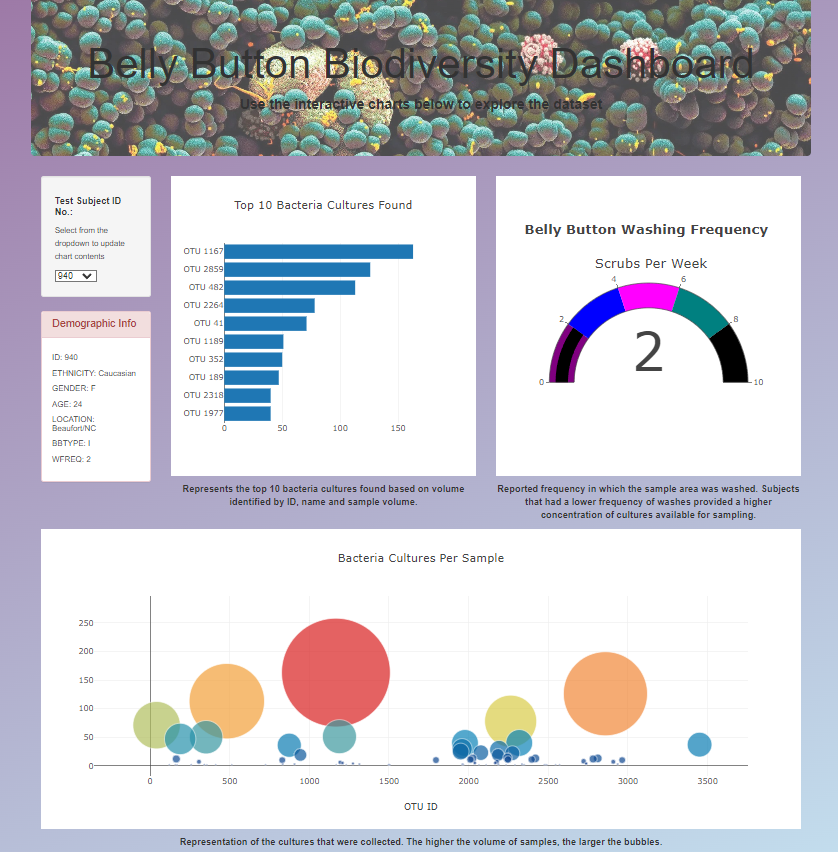 Belly Button Biodiversity Dashboard
Use the interactive charts below to explore the dataset
Test Subject ID
No.:
Select from the
dropdown to update
chart contents
940
Demographic Info
ID: 940
ETHNICITY: Caucasian
GENDER: F
AGE: 24
LOCATION:
Beaufort/NC
BBTYPE: I
WFREQ: 2
Top 10 Bacteria Cultures Found
OTU 1167
OTU 2859
OTU 482
OTU 2264
OTU 41
OTU 1189
OTU 352
OTU 189
OTU 2318
OTU 1977
0 50 100 150
Represents the top 10 bacteria cultures found based on volume
identified by ID, name and sample volume.
Belly Button Washing Frequency
Scrubs Per Week
4 6
2 8
2
0 10
Reported frequency in which the sample area was washed. Subjects
that had a lower frequency of washes provided a higher
concentration of cultures available for sampling.
Bacteria Cultures Per Sample
250
200
150
100
50
0
0 500 1000 1500 2000 2500 3000 3500
OTU ID
Representation of the cultures that were collected. The higher the volume of samples, the larger the bubbles.